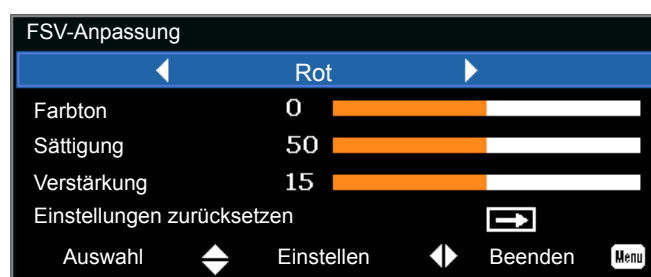 FSV-Anpassung
Rot
Farbton 0
Sättigung 50
Verstärkung 15
Einstellungen zurücksetzen
Auswahl Einstellen Beenden Menu